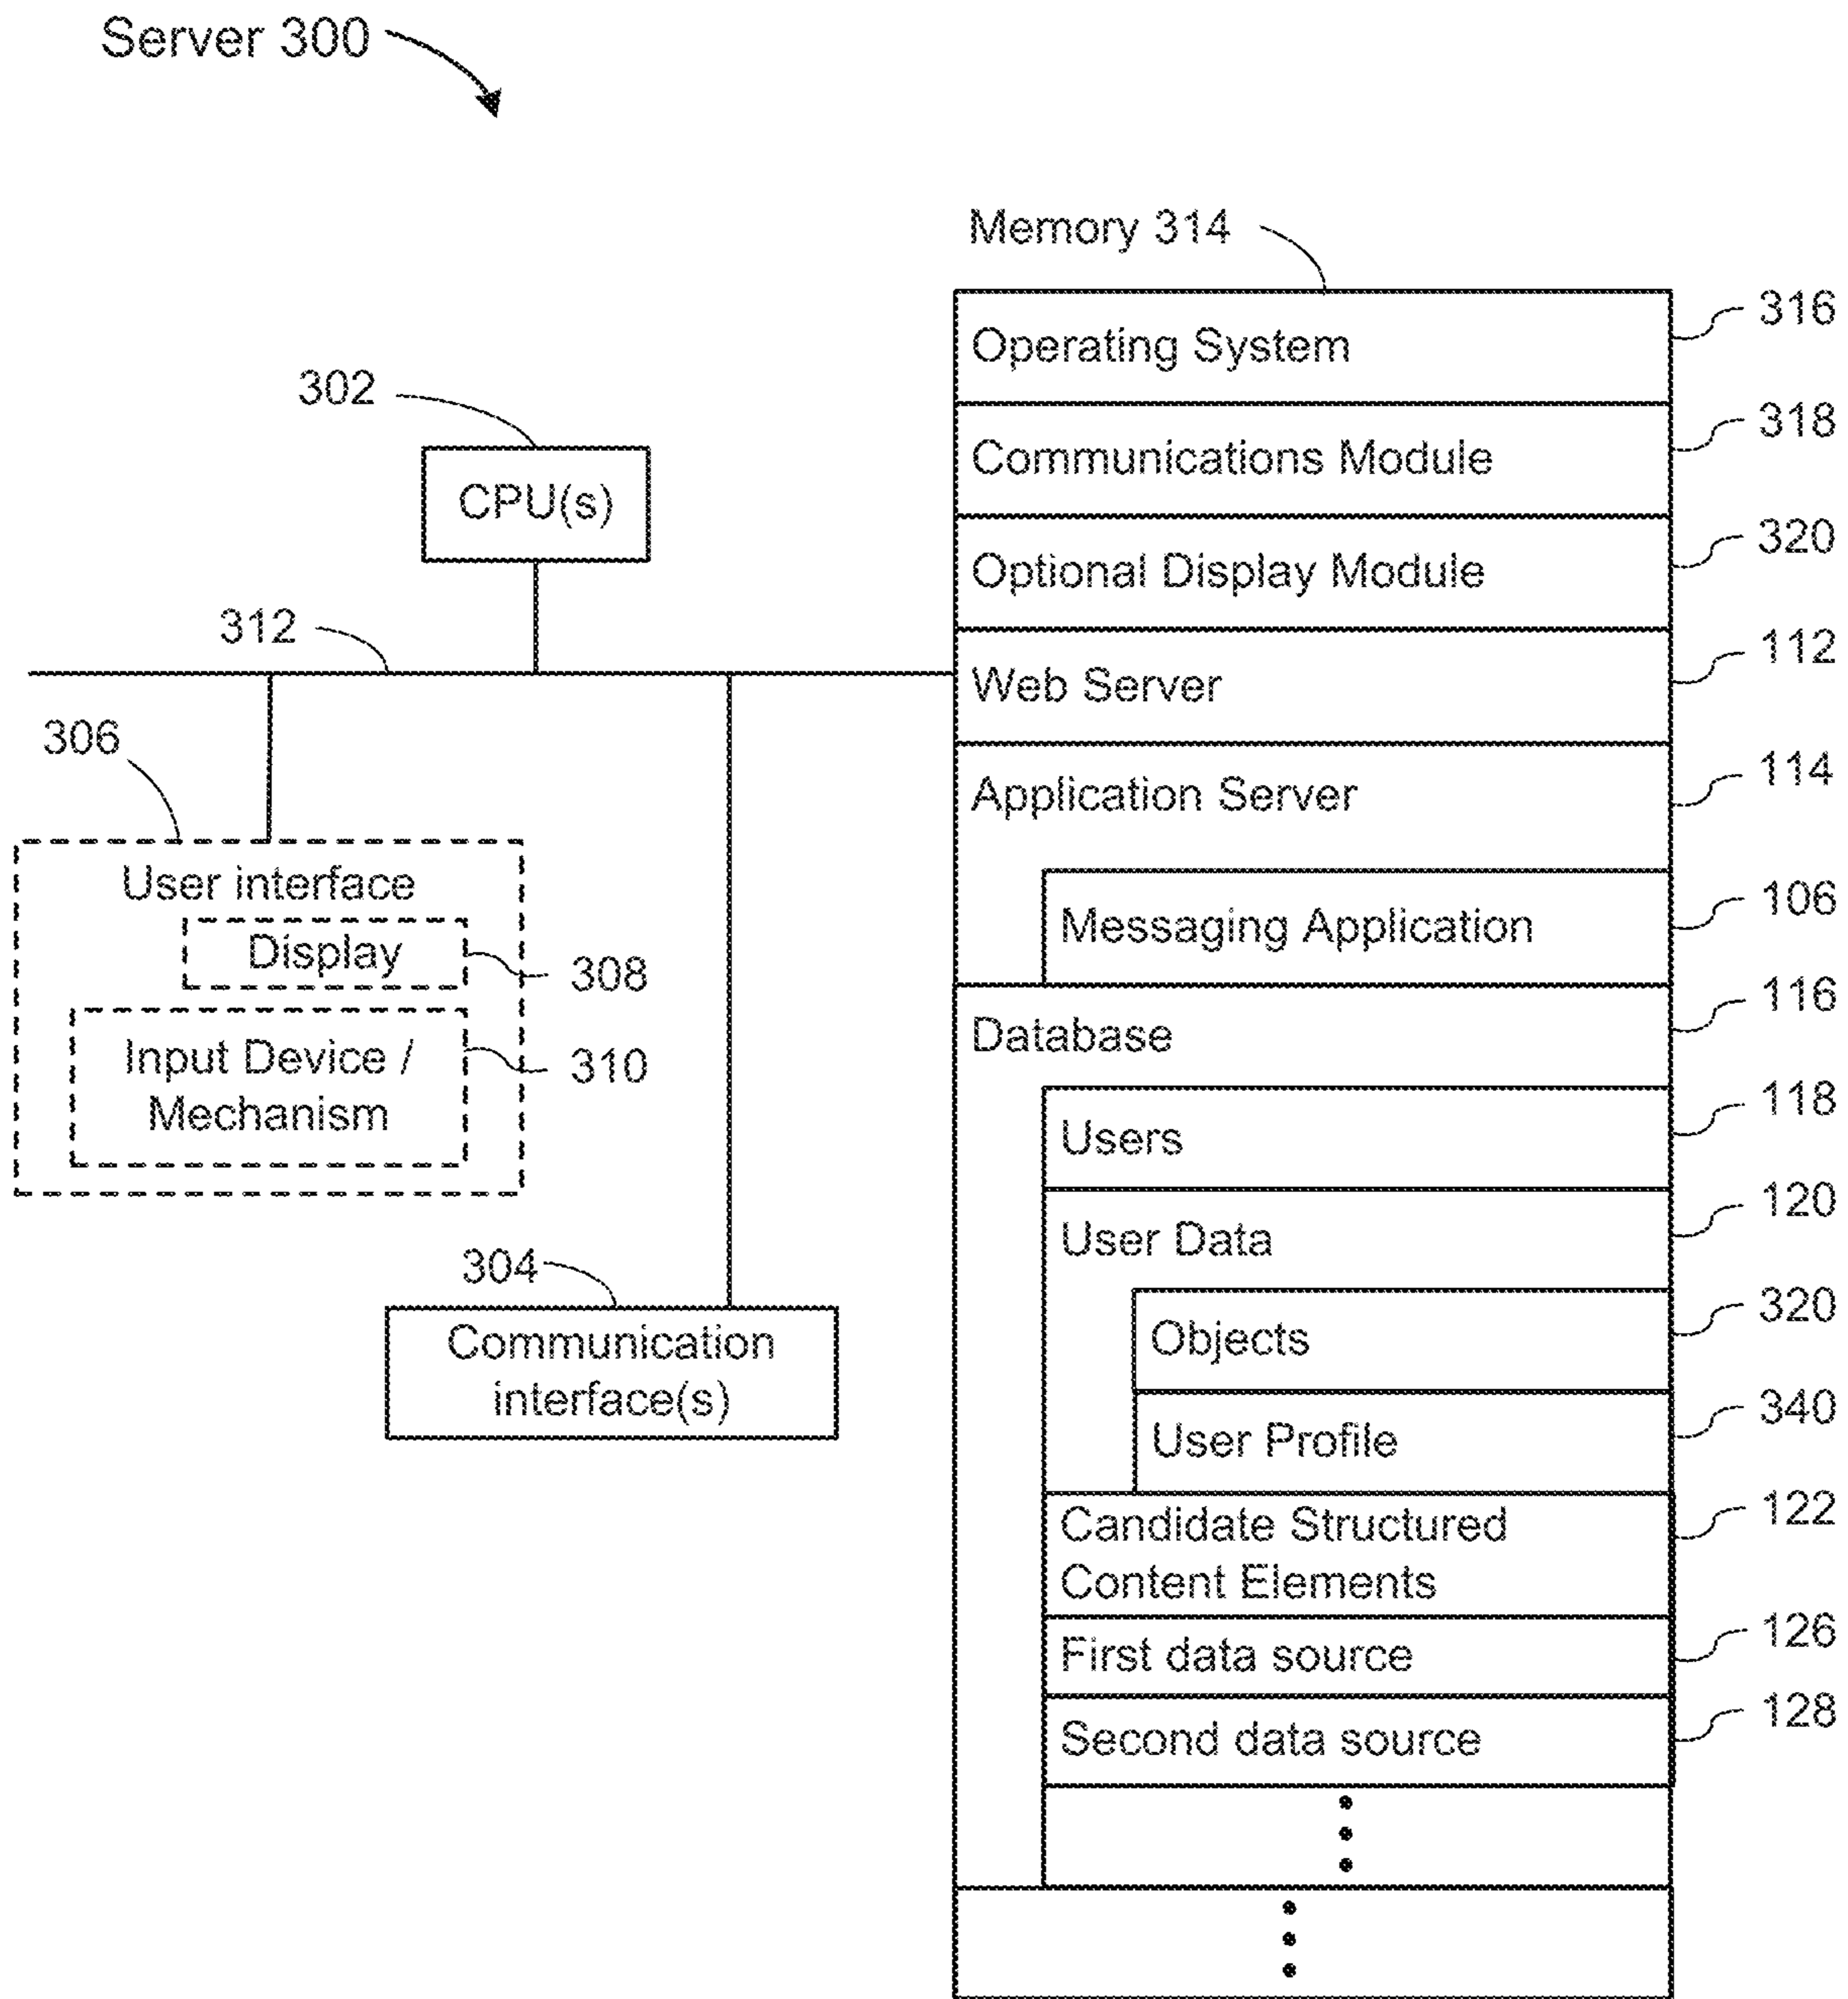 Server 300
Memory 314
Operating System
316
Communications Module
318
Optional Display Module
320
Web Server
112
Application Server
114
Messaging Application
106
Database
116
Users
118
User Data
120
Objects
320
User Profile
340
Candidate Structured
Content Elements
122
First data source
126
Second data source
128
302
CPU(s)
312
306
User interface
Display
308
Input Device /
Mechanism
310
304
Communication
interface(s)